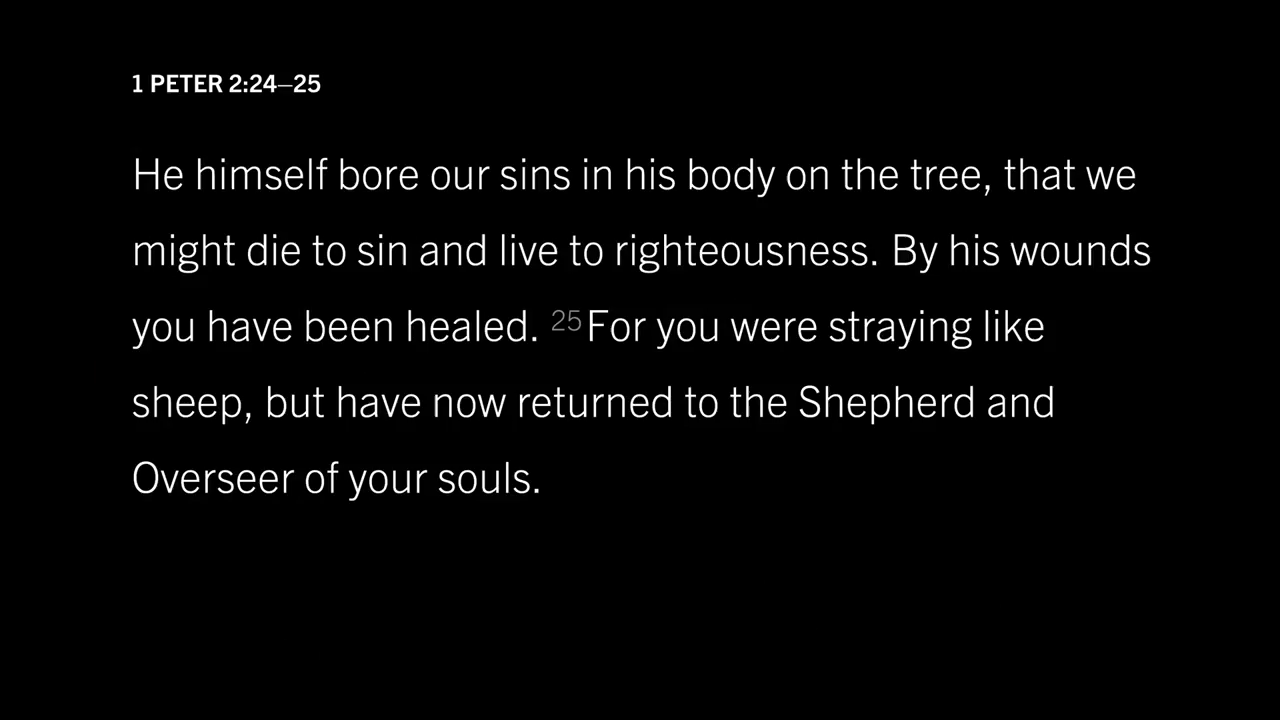 1 PETER 2:24–25
He himself bore our sins in his body on the tree, that we
might die to sin and live to righteousness. By his wounds
you have been healed. 25 For you were straying like
sheep, but have now returned to the Shepherd and
Overseer of your souls.